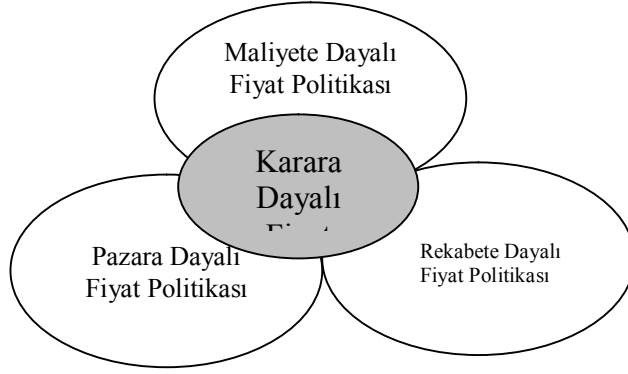 Maliyete Dayalı
Fiyat Politikası
Karara
Dayalı
Pazara Dayalı
Fiyat Politikası
Rekabete Dayalı
Fiyat Politikası